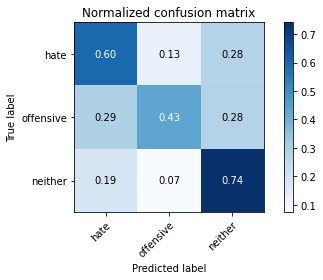 Normalized confusion matrix
True label
hate
offensive
neither
0.60 0.13 0.28
0.29 0.43 0.28
0.19 0.07 0.74
hate
offensive
neither
Predicted label
0.7
0.6
0.5
0.4
0.3
0.2
0.1